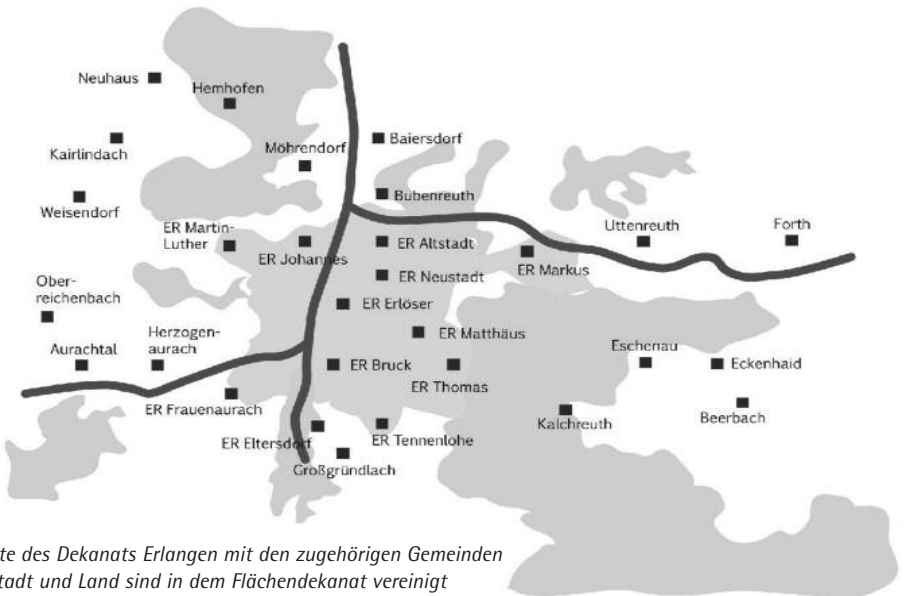 Neuhaus
Hemhofen
Kairlindach
Möhrendorf
Baiersdorf
Weisendorf
Bubenreuth
ER Martin-
Luther
ER Johannes
ER Altstadt
Uttenreuth
Forth
ER Markus
ER Neustadt
Ober-
reichenbach
ER Erlöser
Herzogen-
aurach
ER Matthäus
Aurachtal
ER Bruck
ER Thomas
Eschenau
Eckenhaid
ER Frauenaurach
Kalchreuth
Beerbach
ER Eltersdorf
ER Tennenlohe
Großgründlach
te des Dekanats Erlangen mit den zugehörigen Gemeinden
tadt und Land sind in dem Flächendekanat vereinigt